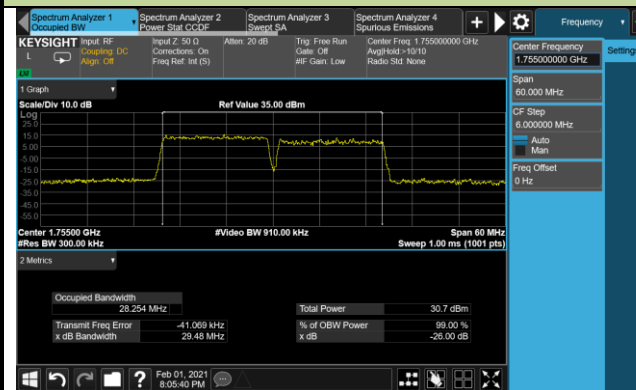 Spectrum Analyzer 1
Occupied BW
Spectrum Analyzer 2
Power Stat CCDF
Spectrum Analyzer 3
Swept SA
Spectrum Analyzer 4
Spurious Emissions
Frequency
KEYSIGHT
L
Input: RF
Coupling: DC
Align: Off
Input Z: 50 Ω
Corrections: On
Freq Ref: Int (S)
Atten: 20 dB
Trig: Free Run
Gate: Off
#IF Gain: Low
Center Freq: 1.755000000 GHz
Avg|Hold:>10/10
Radio Std: None
Center Frequency
1.755000000 GHz
Settings
Span
60.000 MHz
CF Step
6.000000 MHz
Auto
Man
Freq Offset
0 Hz
1 Graph
Scale/Div 10.0 dB
Ref Value 35.00 dBm
Log
25.0
15.0
5.00
-5.00
-15.0
-25.0
-35.0
-45.0
-55.0
Center 1.75500 GHz
#Video BW 910.00 kHz
Span 60 MHz
#Res BW 300.00 kHz
Sweep 1.00 ms (1001 pts)
2 Metrics
Occupied Bandwidth
28.254 MHz
Total Power
30.7 dBm
Transmit Freq Error
-41.069 kHz
% of OBW Power
99.00 %
x dB Bandwidth
29.48 MHz
x dB
-26.00 dB
?
Feb 01, 2021
8:05:40 PM